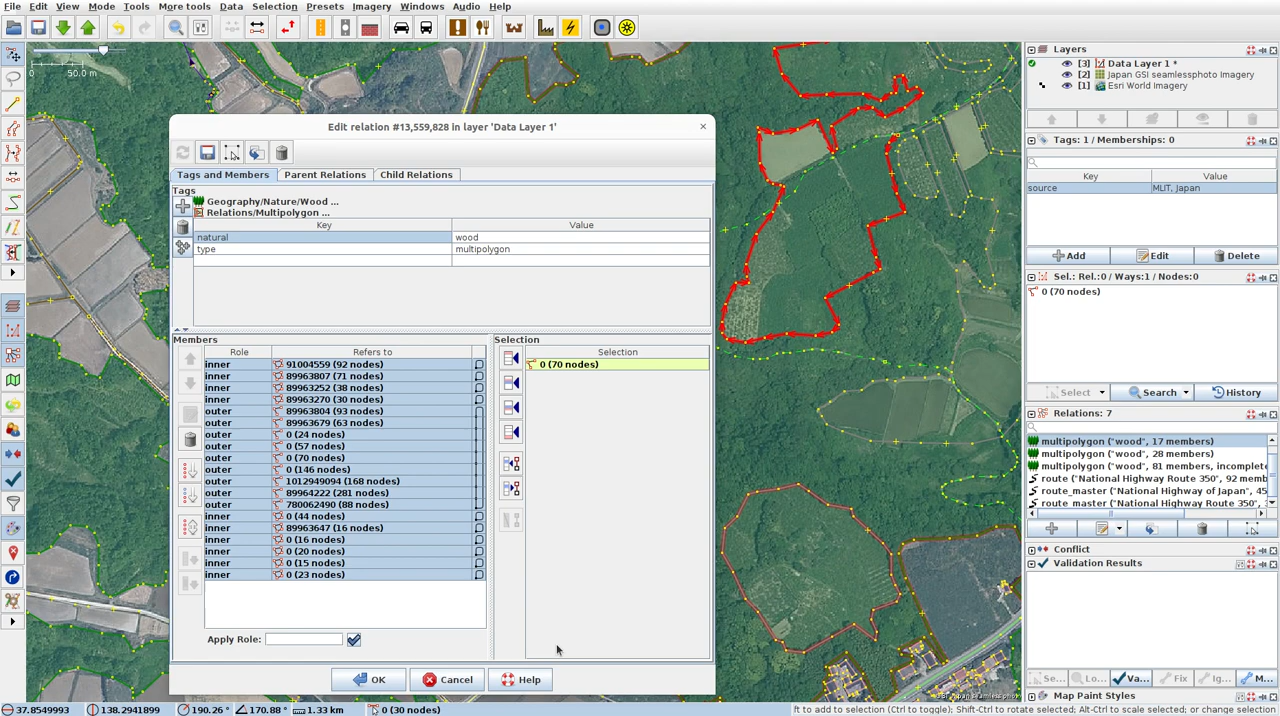 File Edit View Mode Tools More tools Data Selection Presets Imagery Windows Audio Help
0 50.0 m
Edit relation #13,559,828 in layer 'Data Layer 1'
Tags and Members Parent Relations Child Relations
Tags
Geography/Nature/Wood ...
Relations/Multipolygon ...
Key Value
natural wood
type multipolygon
Members
Role Refers to
inner 91004559 (92 nodes)
inner 89963807 (71 nodes)
inner 89963252 (38 nodes)
inner 89963270 (30 nodes)
outer 89963804 (93 nodes)
outer 89963679 (63 nodes)
outer 0 (24 nodes)
outer 0 (57 nodes)
outer 0 (70 nodes)
outer 0 (146 nodes)
outer 1012949094 (168 nodes)
outer 89964222 (281 nodes)
outer 780062490 (88 nodes)
inner 0 (44 nodes)
inner 89963647 (16 nodes)
inner 0 (16 nodes)
inner 0 (20 nodes)
inner 0 (15 nodes)
inner 0 (23 nodes)
Apply Role:
Selection
Selection
0 (70 nodes)
OK Cancel Help
Layers
[3] Data Layer 1 *
[2] Japan GSI seamlessphoto Imagery
[1] Esri World Imagery
Tags: 1 / Memberships: 0
Key Value
source MLIT, Japan
Add Edit Delete
Sel.: Rel.:0 / Ways:1 / Nodes:0
0 (70 nodes)
Select Search History
Relations: 7
multipolygon ("wood", 17 members)
multipolygon ("wood", 28 members)
multipolygon ("wood", 81 members, incomplete
route ("National Highway Route 350", 92 memb
route_master ("National Highway of Japan", 45
route_master ("National Highway Route 350",
Conflict
Validation Results
Se... Lo... Va... Fix Ig... M...
Map Paint Styles
37.8549993 138.2941899 190.26 ° 170.88 ° 1.33 km 0 (30 nodes) ft to add to selection (Ctrl to toggle); Shift-Ctrl to rotate selected; Alt-Ctrl to scale selected; or change selection